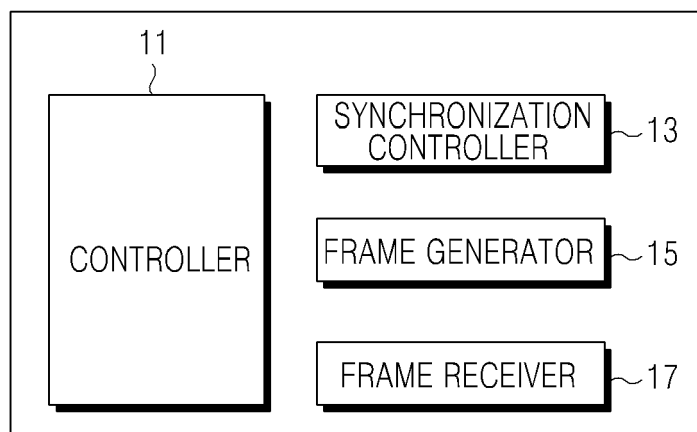 11
CONTROLLER
SYNCHRONIZATION
CONTROLLER
13
FRAME GENERATOR
15
FRAME RECEIVER
17